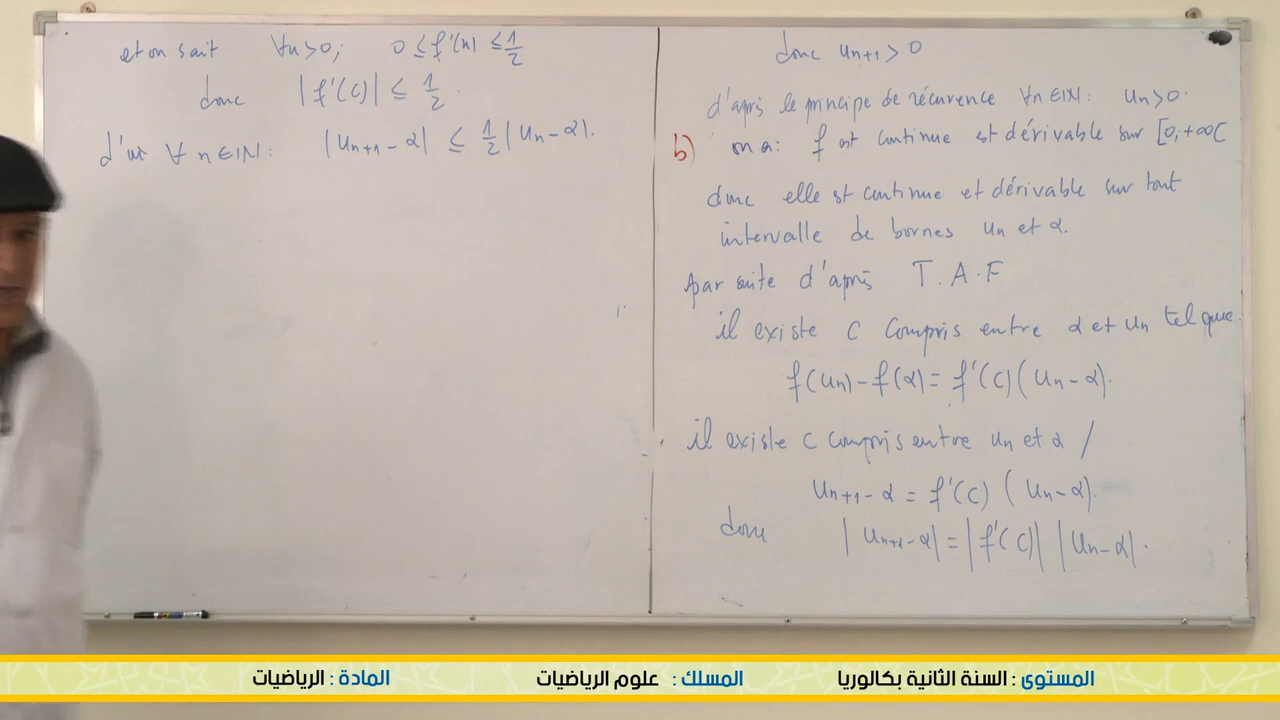 donc un+1 > 0
d'après le principe de récurence ∀n∈IN : un > 0.
b) on a : f est continue est dérivable sur [0,+∞[
donc elle est continue et dérivable sur tout
intervalle de bornes un et α.
Par suite d'après T.A.F
il existe c compris entre α et un tel que.
f(un) - f(α) = f'(c)(un - α).
il existe c compris entre un et α /
un+1 - α = f'(c) (un - α).
donc |un+1 - α| = |f'(c)| |un - α|.
et on sait ∀x > 0; 0 ≤ f'(x) ≤ 1/2
donc |f'(c)| ≤ 1/2.
d'où ∀n∈IN : |un+1 - α| ≤ 1/2 |un - α|.
المستوى : السنة الثانية بكالوريا المسلك : علوم الرياضيات المادة : الرياضيات